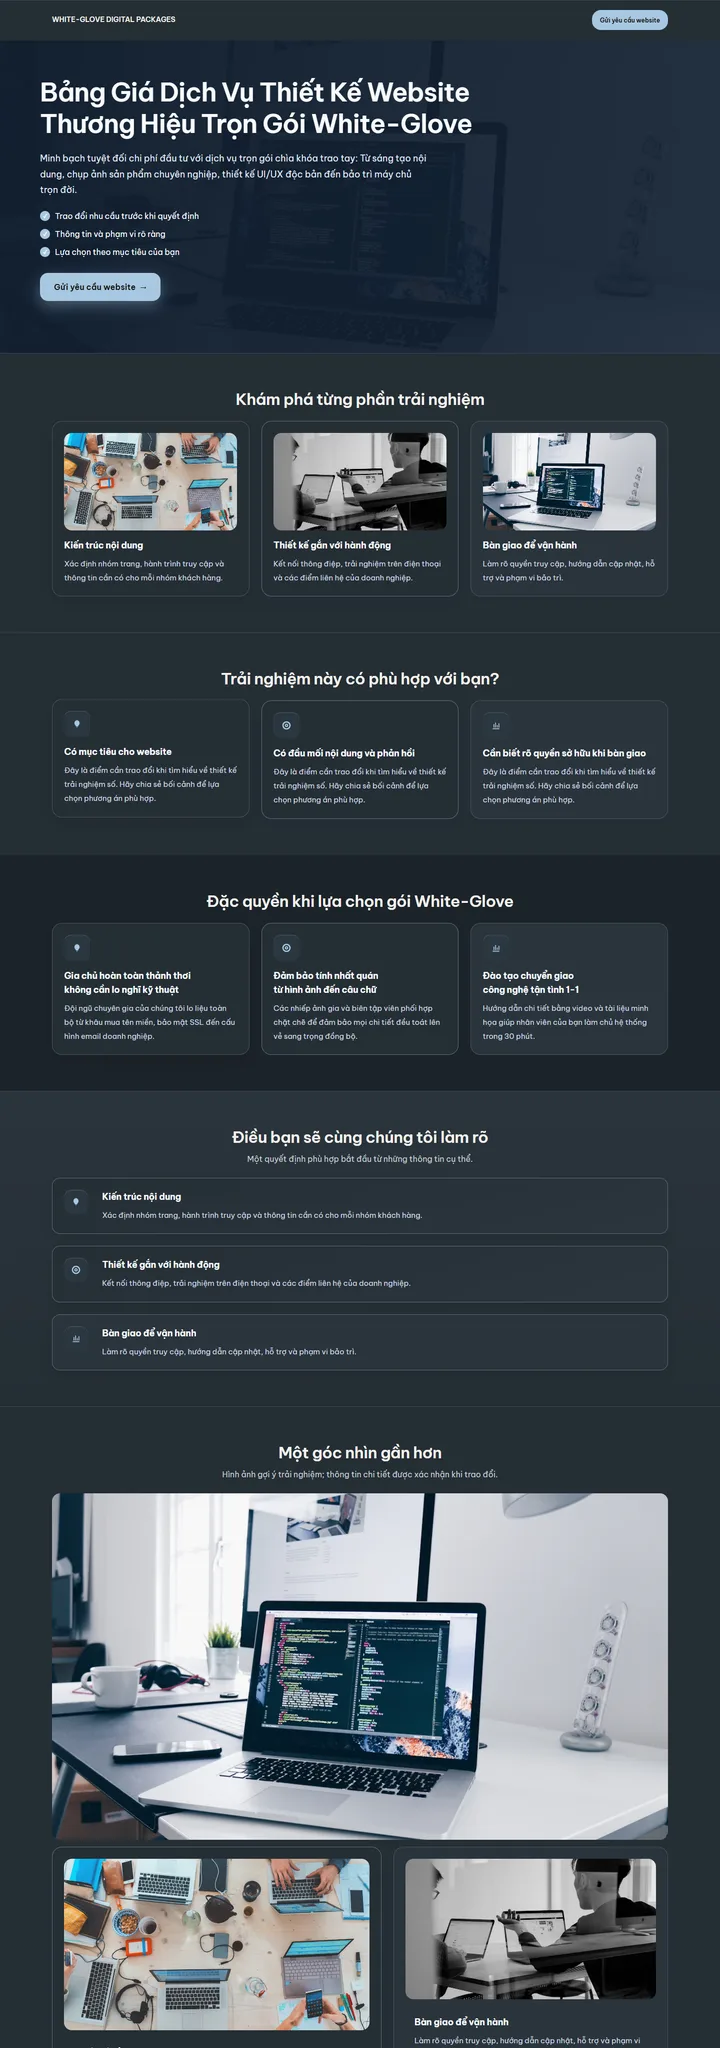 WHITE-GLOVE DIGITAL PACKAGES
Gửi yêu cầu website
Bảng Giá Dịch Vụ Thiết Kế Website
Thương Hiệu Trọn Gói White-Glove
Minh bạch tuyệt đối chi phí đầu tư với dịch vụ trọn gói chìa khóa trao tay: Từ sáng tạo nội
dung, chụp ảnh sản phẩm chuyên nghiệp, thiết kế UI/UX độc bản đến bảo trì máy chủ
trọn đời.
Trao đổi nhu cầu trước khi quyết định
Thông tin và phạm vi rõ ràng
Lựa chọn theo mục tiêu của bạn
Gửi yêu cầu website →
Khám phá từng phần trải nghiệm
Kiến trúc nội dung
Xác định nhóm trang, hành trình truy cập và
thông tin cần có cho mỗi nhóm khách hàng.
Thiết kế gắn với hành động
Kết nối thông điệp, trải nghiệm trên điện thoại
và các điểm liên hệ của doanh nghiệp.
Bàn giao để vận hành
Làm rõ quyền truy cập, hướng dẫn cập nhật, hỗ
trợ và phạm vi bảo trì.
Trải nghiệm này có phù hợp với bạn?
Có mục tiêu cho website
Đây là điểm cần trao đổi khi tìm hiểu về thiết kế
trải nghiệm số. Hãy chia sẻ bối cảnh để lựa
chọn phương án phù hợp.
Có đầu mối nội dung và phản hồi
Đây là điểm cần trao đổi khi tìm hiểu về thiết kế
trải nghiệm số. Hãy chia sẻ bối cảnh để lựa
chọn phương án phù hợp.
Cần biết rõ quyền sở hữu khi bàn giao
Đây là điểm cần trao đổi khi tìm hiểu về thiết kế
trải nghiệm số. Hãy chia sẻ bối cảnh để lựa
chọn phương án phù hợp.
Đặc quyền khi lựa chọn gói White-Glove
Gia chủ hoàn toàn thảnh thơi
không cần lo nghĩ kỹ thuật
Đội ngũ chuyên gia của chúng tôi lo liệu toàn
bộ từ khâu mua tên miền, bảo mật SSL đến cấu
hình email doanh nghiệp.
Đảm bảo tính nhất quán
từ hình ảnh đến câu chữ
Các nhiếp ảnh gia và biên tập viên phối hợp
chặt chẽ để đảm bảo mọi chi tiết đều toát lên
vẻ sang trọng đồng bộ.
Đào tạo chuyển giao
công nghệ tận tình 1-1
Hướng dẫn chi tiết bằng video và tài liệu minh
họa giúp nhân viên của bạn làm chủ hệ thống
trong 30 phút.
Điều bạn sẽ cùng chúng tôi làm rõ
Một quyết định phù hợp bắt đầu từ những thông tin cụ thể.
Kiến trúc nội dung
Xác định nhóm trang, hành trình truy cập và thông tin cần có cho mỗi nhóm khách hàng.
Thiết kế gắn với hành động
Kết nối thông điệp, trải nghiệm trên điện thoại và các điểm liên hệ của doanh nghiệp.
Bàn giao để vận hành
Làm rõ quyền truy cập, hướng dẫn cập nhật, hỗ trợ và phạm vi bảo trì.
Một góc nhìn gần hơn
Hình ảnh gợi ý trải nghiệm; thông tin chi tiết được xác nhận khi trao đổi.
Bàn giao để vận hành
Làm rõ quyền truy cập, hướng dẫn cập nhật, hỗ trợ và phạm vi